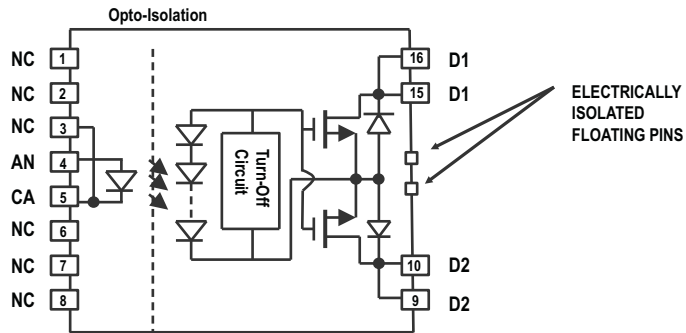 Opto-Isolation
NC 1
NC 2
NC 3
AN 4
CA 5
NC 6
NC 7
NC 8
Turn-Off
Circuit
16 D1
15 D1
ELECTRICALLY
ISOLATED
FLOATING PINS
10 D2
9 D2